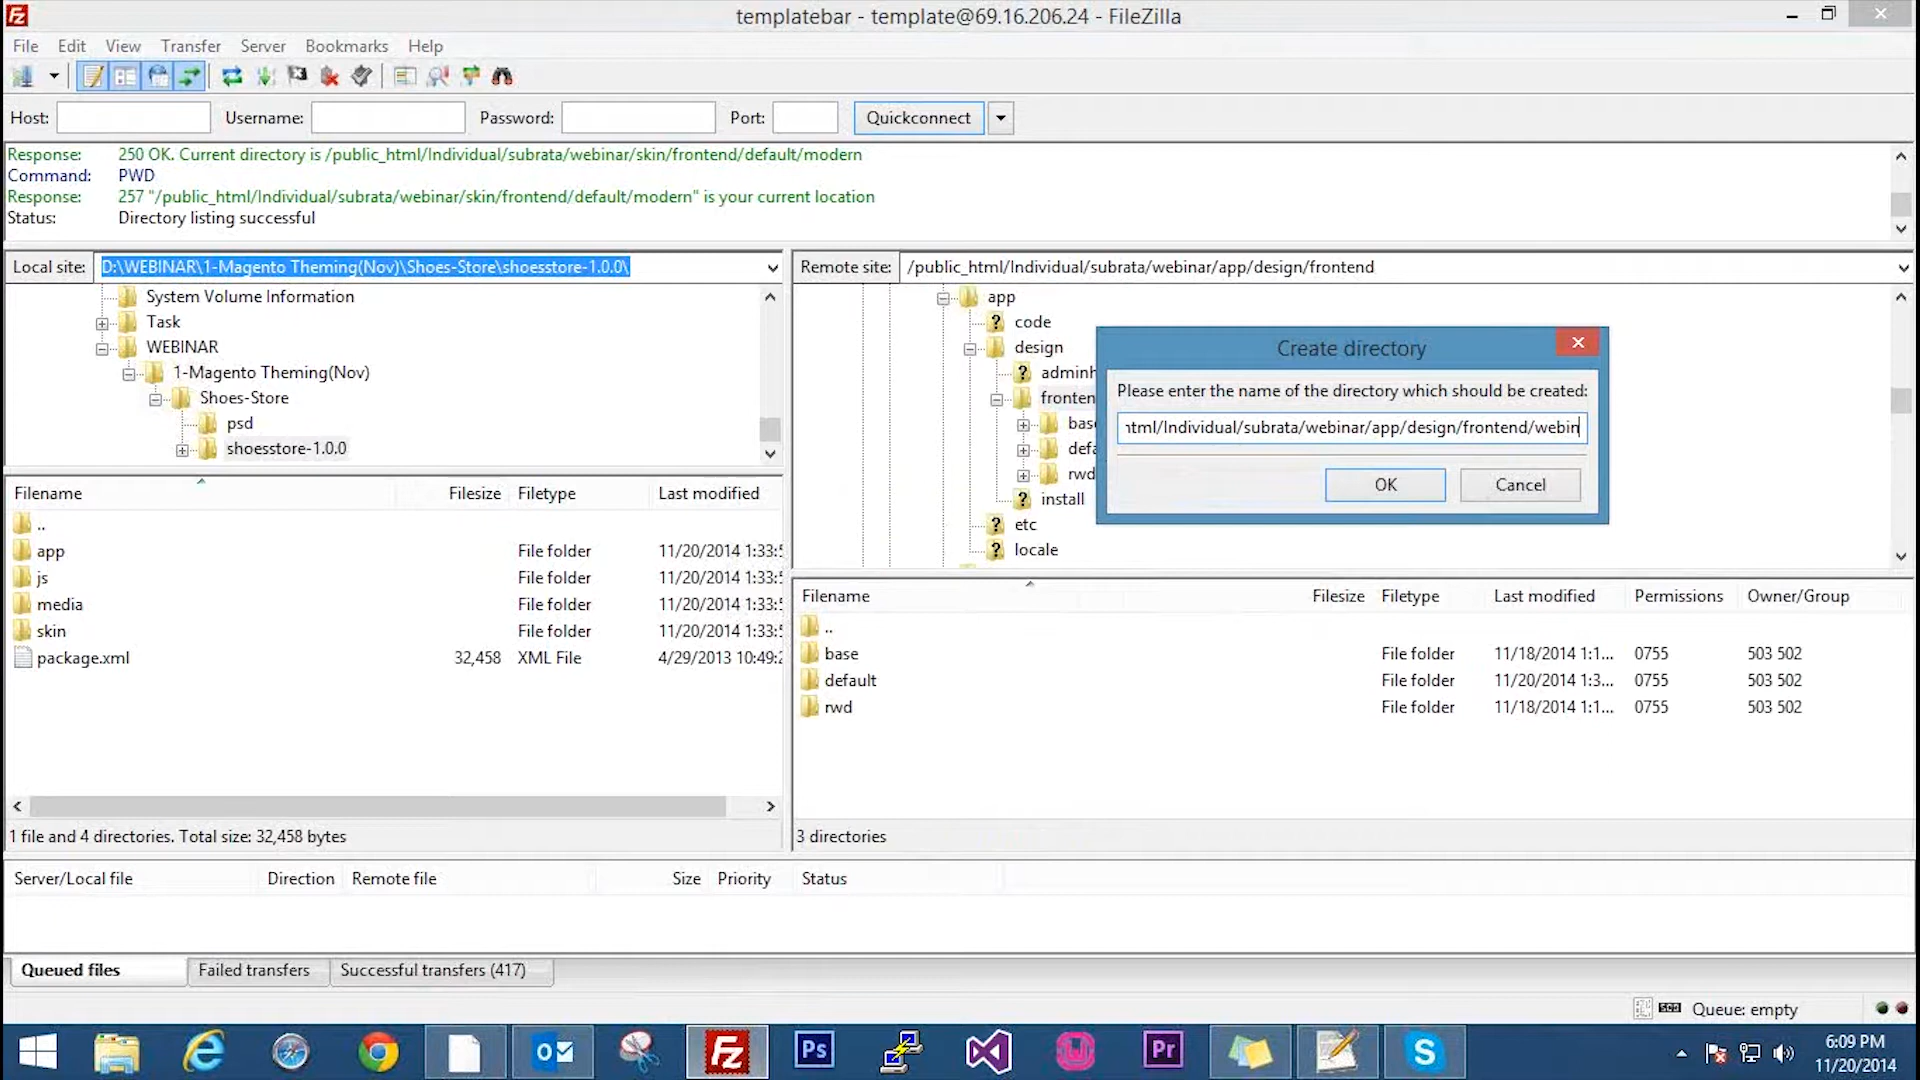 templatebar - template@69.16.206.24 - FileZilla
File Edit View Transfer Server Bookmarks Help
Host: Username: Password: Port: Quickconnect
Response: 250 OK. Current directory is /public_html/Individual/subrata/webinar/skin/frontend/default/modern
Command: PWD
Response: 257 "/public_html/Individual/subrata/webinar/skin/frontend/default/modern" is your current location
Status: Directory listing successful
Local site: D:\WEBINAR\1-Magento Theming(Nov)\Shoes-Store\shoesstore-1.0.0\
System Volume Information
Task
WEBINAR
1-Magento Theming(Nov)
Shoes-Store
psd
shoesstore-1.0.0
Filename Filesize Filetype Last modified
..
app File folder 11/20/2014 1:33:5
js File folder 11/20/2014 1:33:5
media File folder 11/20/2014 1:33:5
skin File folder 11/20/2014 1:33:5
package.xml 32,458 XML File 4/29/2013 10:49:2
1 file and 4 directories. Total size: 32,458 bytes
Remote site: /public_html/Individual/subrata/webinar/app/design/frontend
app
? code
design
? adminh
fronten
bas
defa
rwd
? install
? etc
? locale
Create directory
Please enter the name of the directory which should be created:
tml/Individual/subrata/webinar/app/design/frontend/webin
OK Cancel
Filename Filesize Filetype Last modified Permissions Owner/Group
..
base File folder 11/18/2014 1:1... 0755 503 502
default File folder 11/20/2014 1:3... 0755 503 502
rwd File folder 11/18/2014 1:1... 0755 503 502
3 directories
Server/Local file Direction Remote file Size Priority Status
Queued files Failed transfers Successful transfers (417)
Queue: empty
Ps
Pr
6:09 PM
11/20/2014